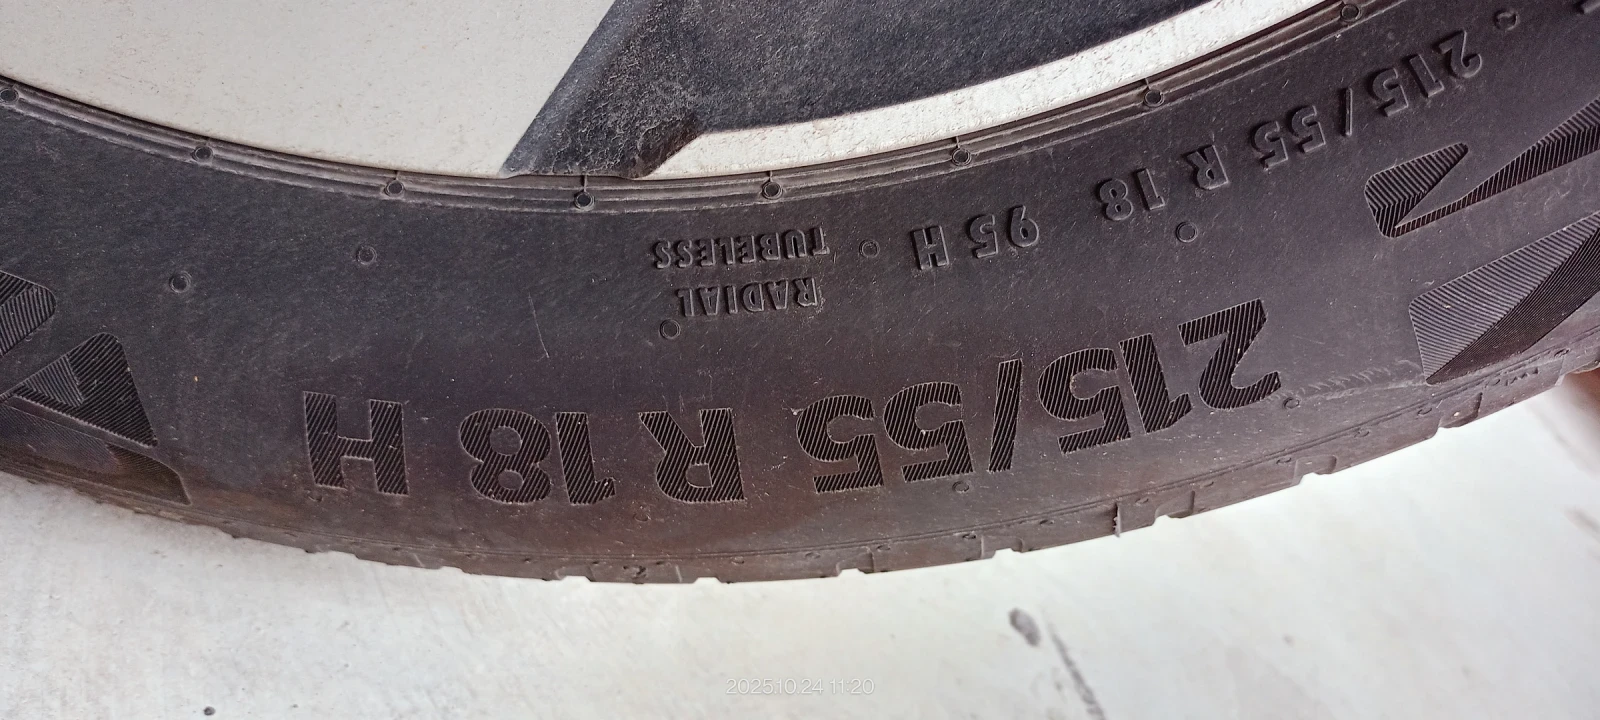 215/55 R 18 95 H
RADIAL
TUBELESS
215/55 R 18 H
2025.10.24 11:20